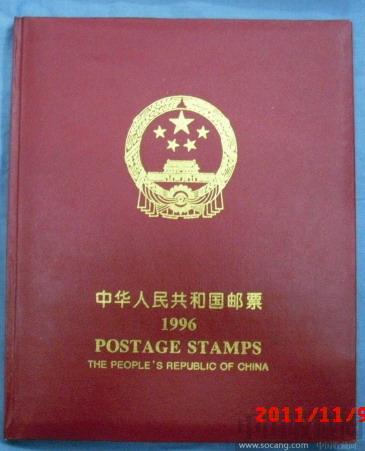 中华人民共和国邮票
1996
POSTAGE STAMPS
THE PEOPLE'S REPUBLIC OF CHINA
2011/11/9
www.socang.com